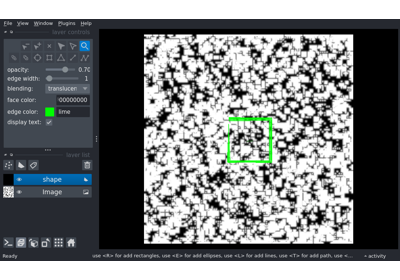 File View Window Plugins Help
layer controls
opacity: 0.70
edge width: 1
blending: translucen
face color: 00000000
edge color: lime
display text:
layer list
shape
Image
Ready
use <R> for add rectangles, use <E> for add ellipses, use <L> for add lines, use <T> for add path, use <...
activity